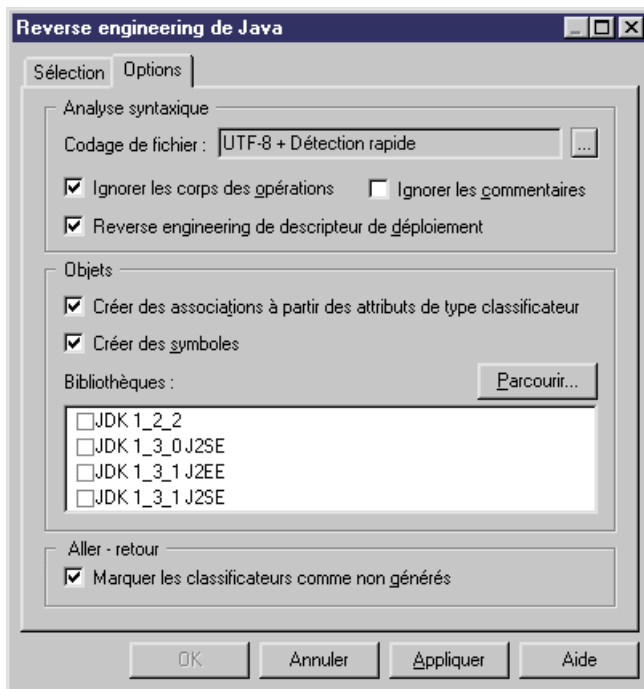 Reverse engineering de Java
Sélection Options
Analyse syntaxique
Codage de fichier : UTF-8 + Détection rapide ...
Ignorer les corps des opérations Ignorer les commentaires
Reverse engineering de descripteur de déploiement
Objets
Créer des associations à partir des attributs de type classificateur
Créer des symboles
Bibliothèques : Parcourir...
JDK 1_2_2
JDK 1_3_0 J2SE
JDK 1_3_1 J2EE
JDK 1_3_1 J2SE
Aller - retour
Marquer les classificateurs comme non générés
OK Annuler Appliquer Aide